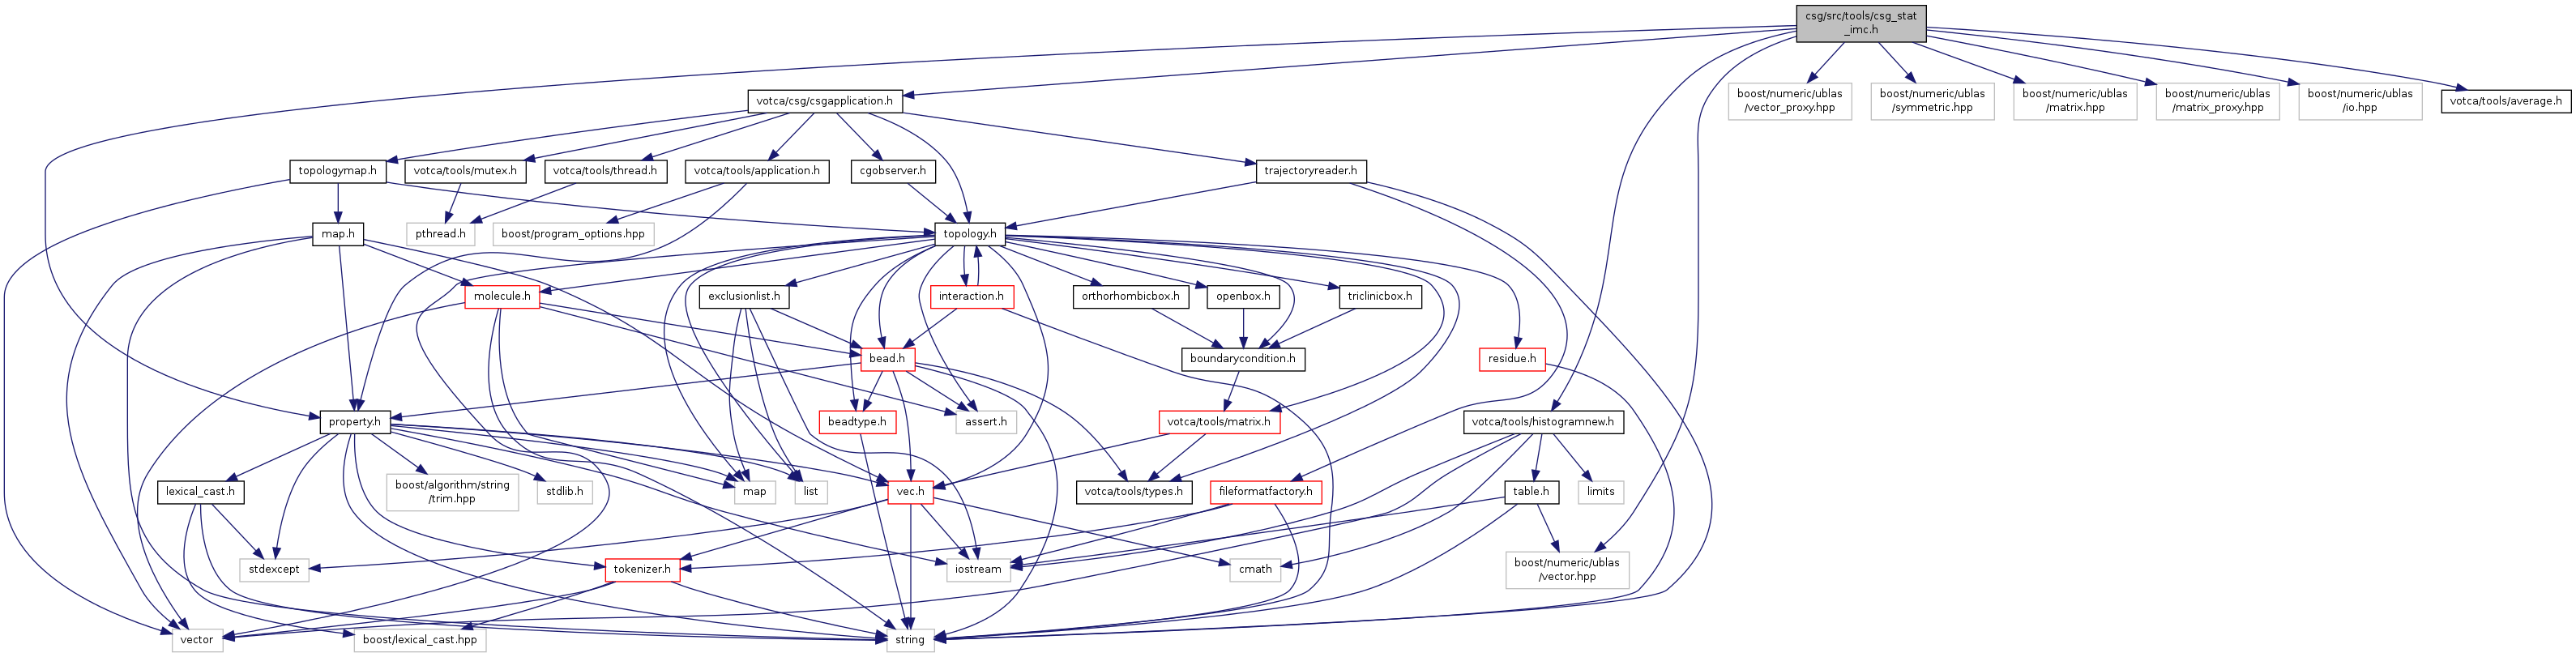 csg/src/tools/csg_stat
_imc.h
votca/csg/csgapplication.h
boost/numeric/ublas
/vector_proxy.hpp
boost/numeric/ublas
/symmetric.hpp
boost/numeric/ublas
/matrix.hpp
boost/numeric/ublas
/matrix_proxy.hpp
boost/numeric/ublas
/io.hpp
votca/tools/average.h
topologymap.h
votca/tools/mutex.h
votca/tools/thread.h
votca/tools/application.h
cgobserver.h
trajectoryreader.h
map.h
pthread.h
boost/program_options.hpp
topology.h
molecule.h
exclusionlist.h
interaction.h
orthorhombicbox.h
openbox.h
triclinicbox.h
bead.h
boundarycondition.h
residue.h
property.h
beadtype.h
assert.h
votca/tools/matrix.h
votca/tools/histogramnew.h
lexical_cast.h
boost/algorithm/string
/trim.hpp
stdlib.h
map
list
vec.h
votca/tools/types.h
fileformatfactory.h
table.h
limits
stdexcept
tokenizer.h
iostream
cmath
boost/numeric/ublas
/vector.hpp
vector
boost/lexical_cast.hpp
string